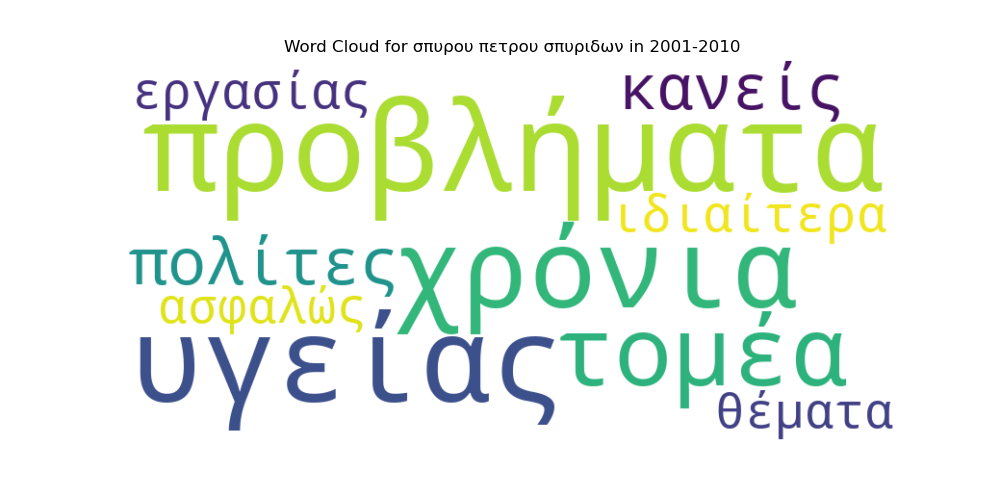 Word Cloud for σπυρου πετρου σπυριδων in 2001-2010
εργασίας κανείς
προβλήματα
ιδιαίτερα
πολίτες χρόνια
ασφαλώς
υγείας τομέα
θέματα